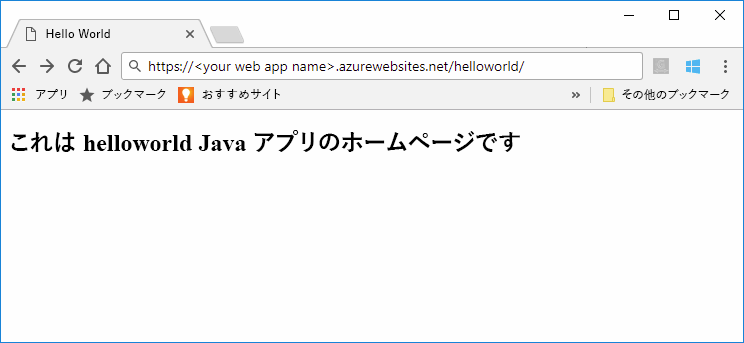 Hello World
https://<your web app name>.azurewebsites.net/helloworld/
アプリ ブックマーク おすすめサイト » その他のブックマーク
これは helloworld Java アプリのホームページです